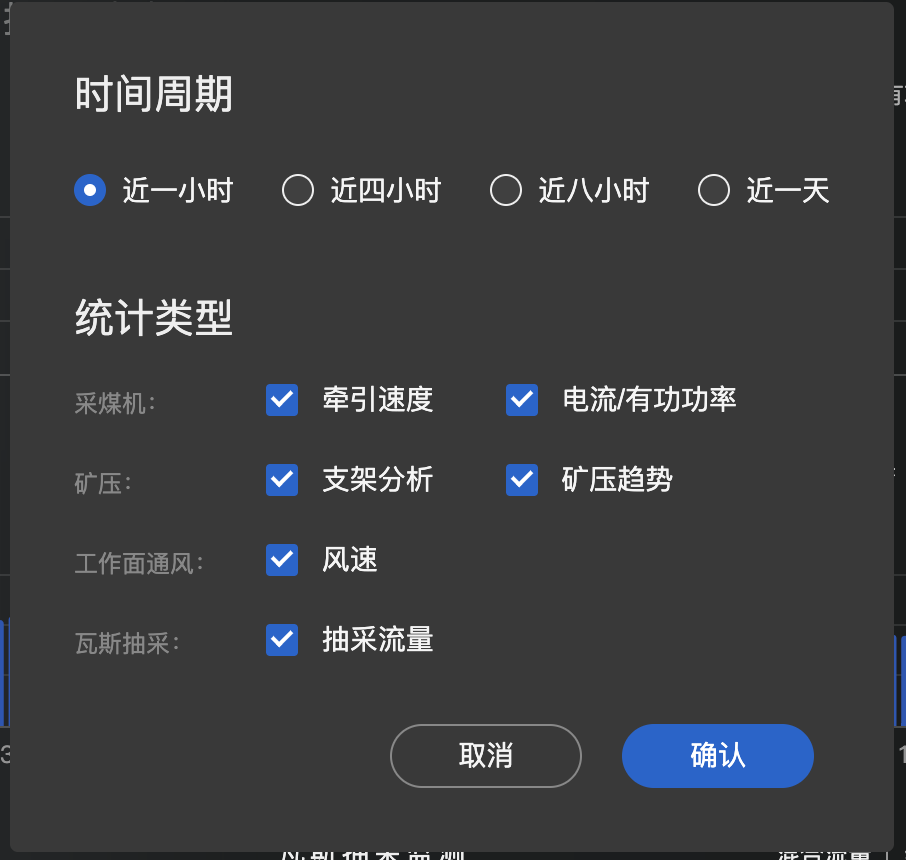 时间周期
近一小时 近四小时 近八小时 近一天
统计类型
采煤机: 牵引速度 电流/有功功率
矿压: 支架分析 矿压趋势
工作面通风: 风速
瓦斯抽采: 抽采流量
取消 确认